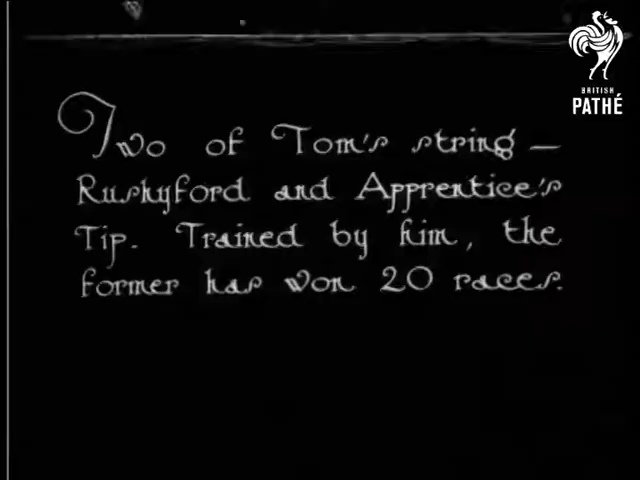 BRITISH
PATHÉ
Two of Tom's string —
Rushyford and Apprentice's
Tip. Trained by him, the
former has won 20 races.